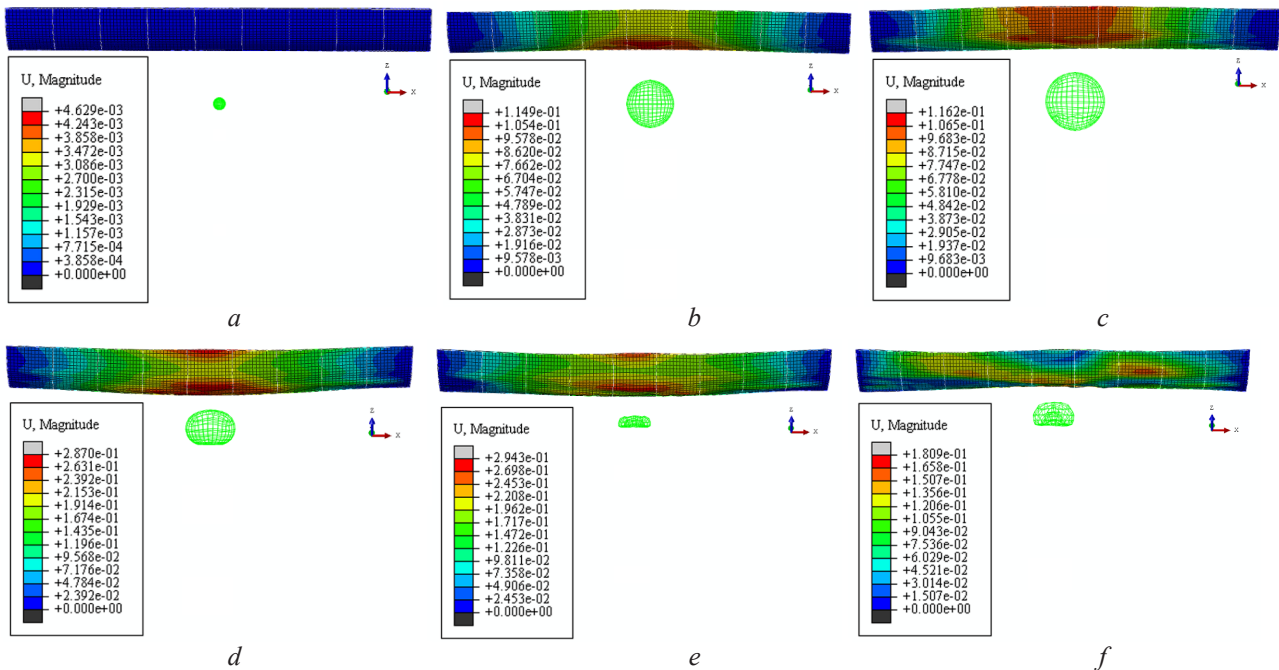 z
x
U, Magnitude
+4.629e-03
+4.243e-03
+3.858e-03
+3.472e-03
+3.086e-03
+2.700e-03
+2.315e-03
+1.929e-03
+1.543e-03
+1.157e-03
+7.715e-04
+3.858e-04
+0.000e+00
a
z
x
U, Magnitude
+1.149e-01
+1.054e-01
+9.578e-02
+8.620e-02
+7.662e-02
+6.704e-02
+5.747e-02
+4.789e-02
+3.831e-02
+2.873e-02
+1.916e-02
+9.578e-03
+0.000e+00
b
z
x
U, Magnitude
+1.162e-01
+1.065e-01
+9.683e-02
+8.715e-02
+7.747e-02
+6.778e-02
+5.810e-02
+4.842e-02
+3.873e-02
+2.905e-02
+1.937e-02
+9.683e-03
+0.000e+00
c
z
x
U, Magnitude
+2.870e-01
+2.631e-01
+2.392e-01
+2.153e-01
+1.914e-01
+1.674e-01
+1.435e-01
+1.196e-01
+9.568e-02
+7.176e-02
+4.784e-02
+2.392e-02
+0.000e+00
d
z
x
U, Magnitude
+2.943e-01
+2.698e-01
+2.453e-01
+2.208e-01
+1.962e-01
+1.717e-01
+1.472e-01
+1.226e-01
+9.811e-02
+7.358e-02
+4.906e-02
+2.453e-02
+0.000e+00
e
z
x
U, Magnitude
+1.809e-01
+1.658e-01
+1.507e-01
+1.356e-01
+1.206e-01
+1.055e-01
+9.043e-02
+7.536e-02
+6.029e-02
+4.521e-02
+3.014e-02
+1.507e-02
+0.000e+00
f